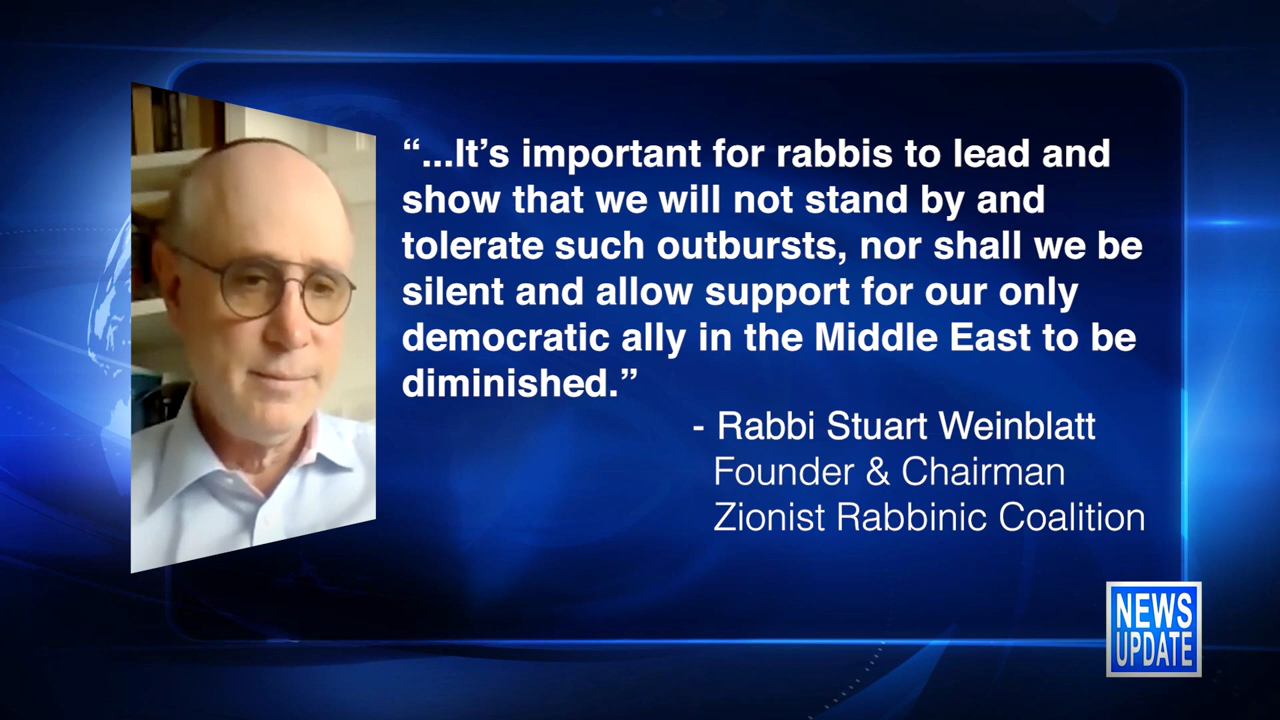 “...It’s important for rabbis to lead and
show that we will not stand by and
tolerate such outbursts, nor shall we be
silent and allow support for our only
democratic ally in the Middle East to be
diminished.”
- Rabbi Stuart Weinblatt
Founder & Chairman
Zionist Rabbinic Coalition
NEWS
UPDATE